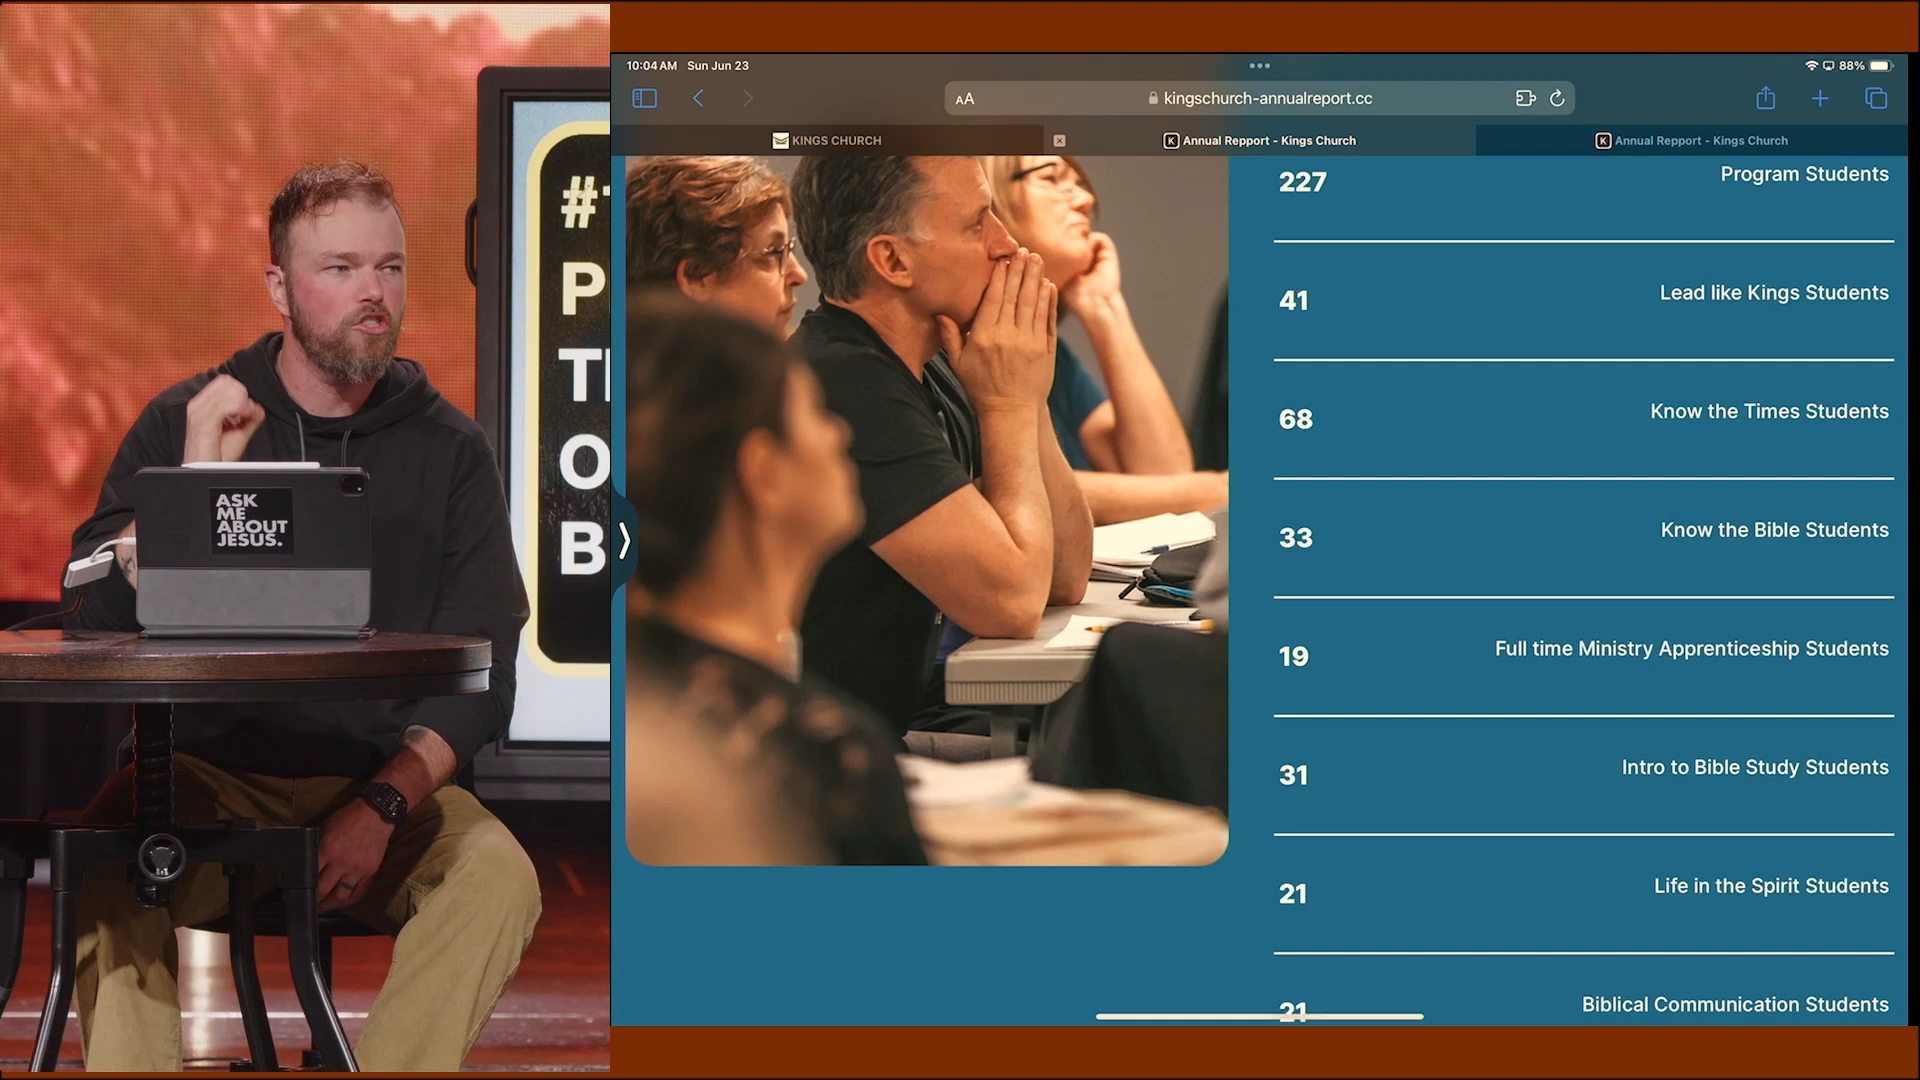 #
P
T
O
B
ASK
ME
ABOUT
JESUS.
10:04 AM Sun Jun 23
88%
AA
kingschurch-annualreport.cc
KINGS CHURCH
K Annual Repport - Kings Church
K Annual Repport - Kings Church
227 Program Students
41 Lead like Kings Students
68 Know the Times Students
33 Know the Bible Students
19 Full time Ministry Apprenticeship Students
31 Intro to Bible Study Students
21 Life in the Spirit Students
21 Biblical Communication Students